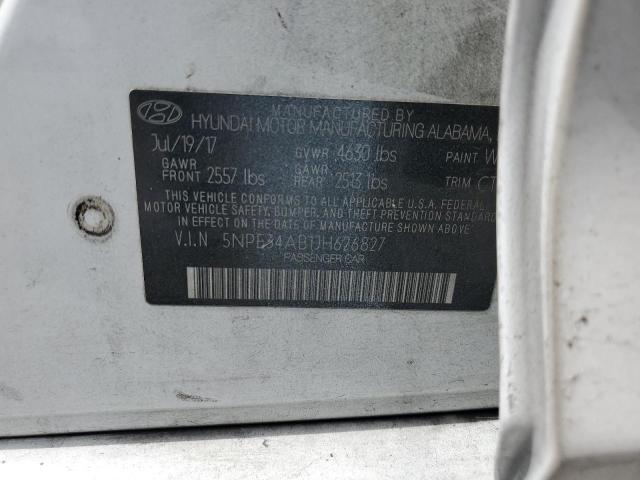 MANUFACTURED BY
HYUNDAI MOTOR MANUFACTURING ALABAMA,
Jul/19/17 GVWR 4630 lbs PAINT W
GAWR FRONT 2557 lbs GAWR REAR 2513 lbs TRIM CT
THIS VEHICLE CONFORMS TO ALL APPLICABLE U.S.A. FEDERAL
MOTOR VEHICLE SAFETY, BUMPER, AND THEFT PREVENTION STA
IN EFFECT ON THE DATE OF MANUFACTURE SHOWN ABOVE.
V.I.N 5NPE34AB1JH626827
PASSENGER CAR